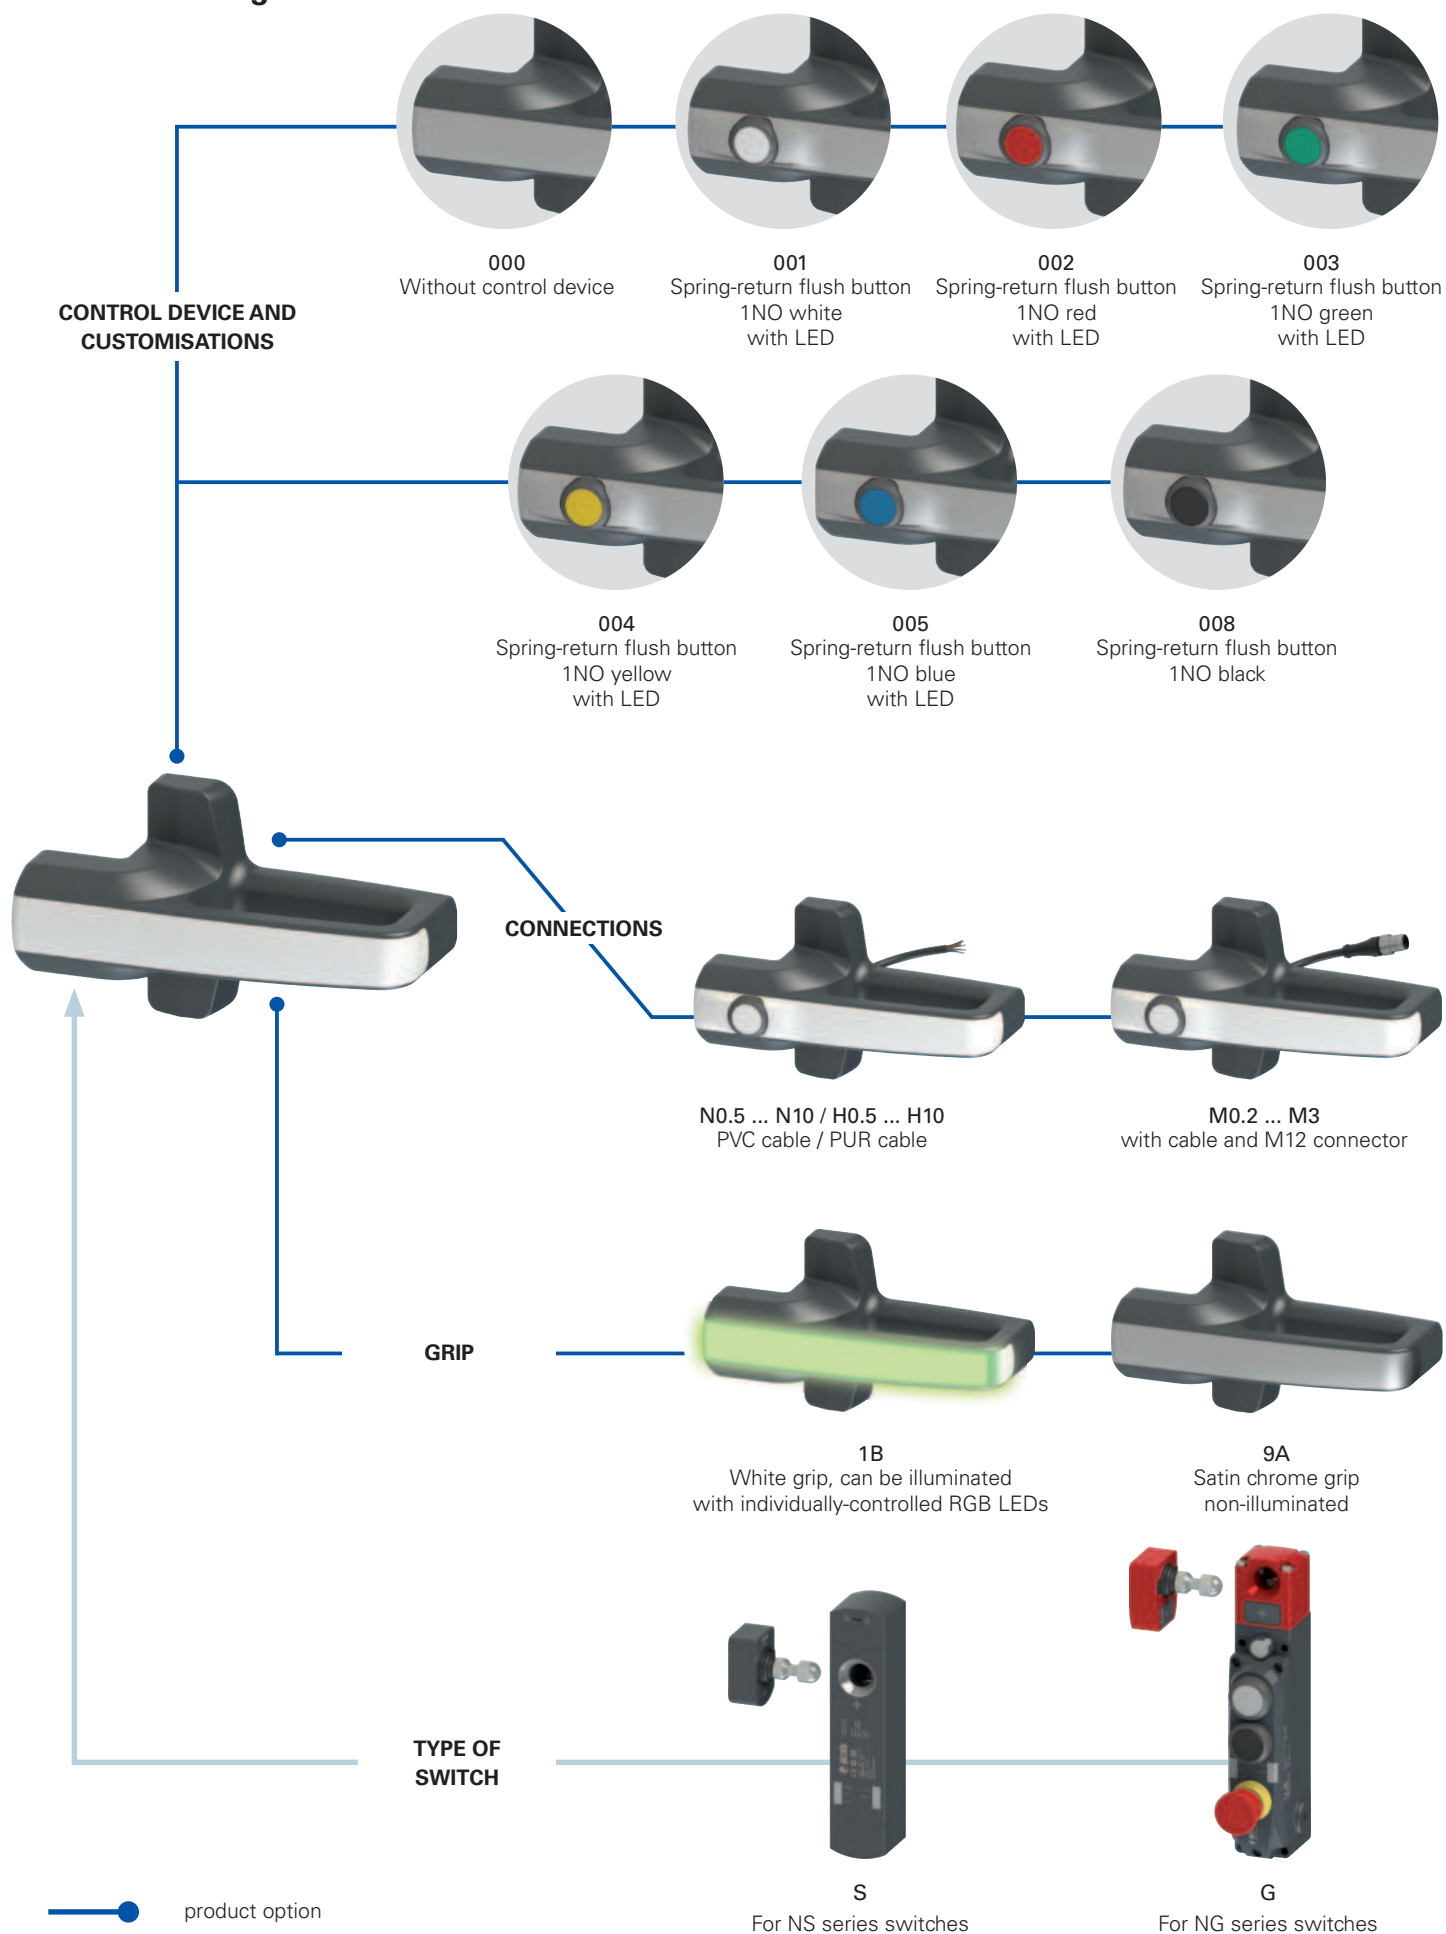 000
Without control device
001
Spring-return flush button
1NO white
with LED
002
Spring-return flush button
1NO red
with LED
003
Spring-return flush button
1NO green
with LED
CONTROL DEVICE AND
CUSTOMISATIONS
004
Spring-return flush button
1NO yellow
with LED
005
Spring-return flush button
1NO blue
with LED
008
Spring-return flush button
1NO black
CONNECTIONS
N0.5 ... N10 / H0.5 ... H10
PVC cable / PUR cable
M0.2 ... M3
with cable and M12 connector
GRIP
1B
White grip, can be illuminated
with individually-controlled RGB LEDs
9A
Satin chrome grip
non-illuminated
TYPE OF
SWITCH
S
For NS series switches
G
For NG series switches
product option